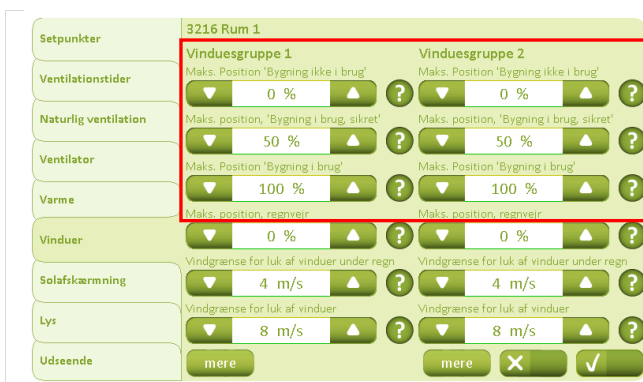 3216 Rum 1
Setpunkter
Ventilationstider
Naturlig ventilation
Ventilator
Varme
Vinduer
Solafskærmning
Lys
Udseende
Vinduesgruppe 1
Maks. Position 'Bygning ikke i brug'
0 %
?
Maks. position, 'Bygning i brug, sikret'
50 %
?
Maks. Position 'Bygning i brug'
100 %
?
Maks. position, regnvejr
0 %
?
Vindgrænse for luk af vinduer under regn
4 m/s
?
Vindgrænse for luk af vinduer
8 m/s
?
mere
Vinduesgruppe 2
Maks. Position 'Bygning ikke i brug'
0 %
?
Maks. position, 'Bygning i brug, sikret'
50 %
?
Maks. Position 'Bygning i brug'
100 %
?
Maks. position, regnvejr
0 %
?
Vindgrænse for luk af vinduer under regn
4 m/s
?
Vindgrænse for luk af vinduer
8 m/s
?
mere